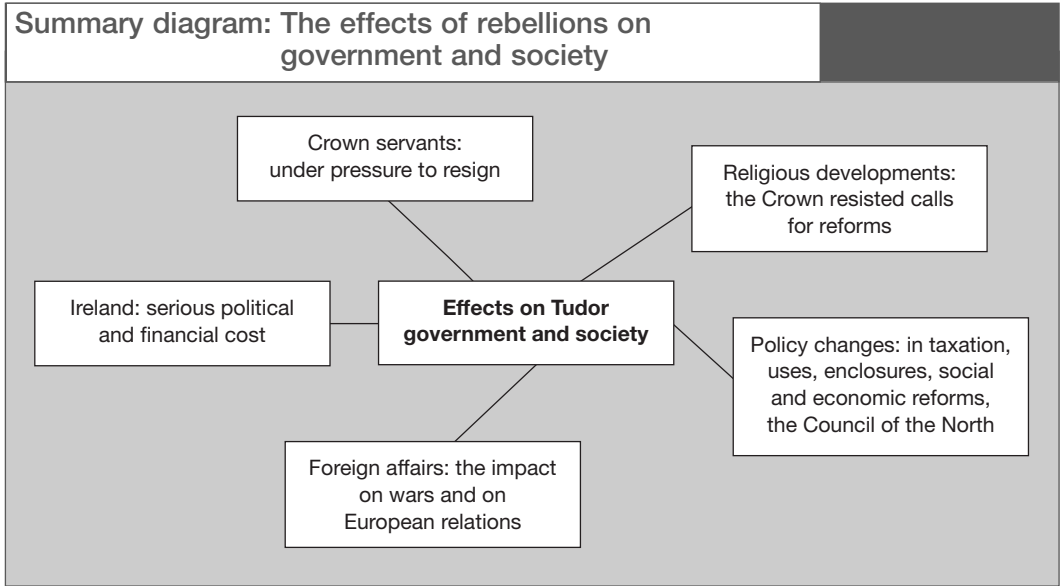 Summary diagram: The effects of rebellions on
government and society
Crown servants:
under pressure to resign
Religious developments:
the Crown resisted calls
for reforms
Ireland: serious political
and financial cost
Effects on Tudor
government and society
Policy changes: in taxation,
uses, enclosures, social
and economic reforms,
the Council of the North
Foreign affairs: the impact
on wars and on
European relations